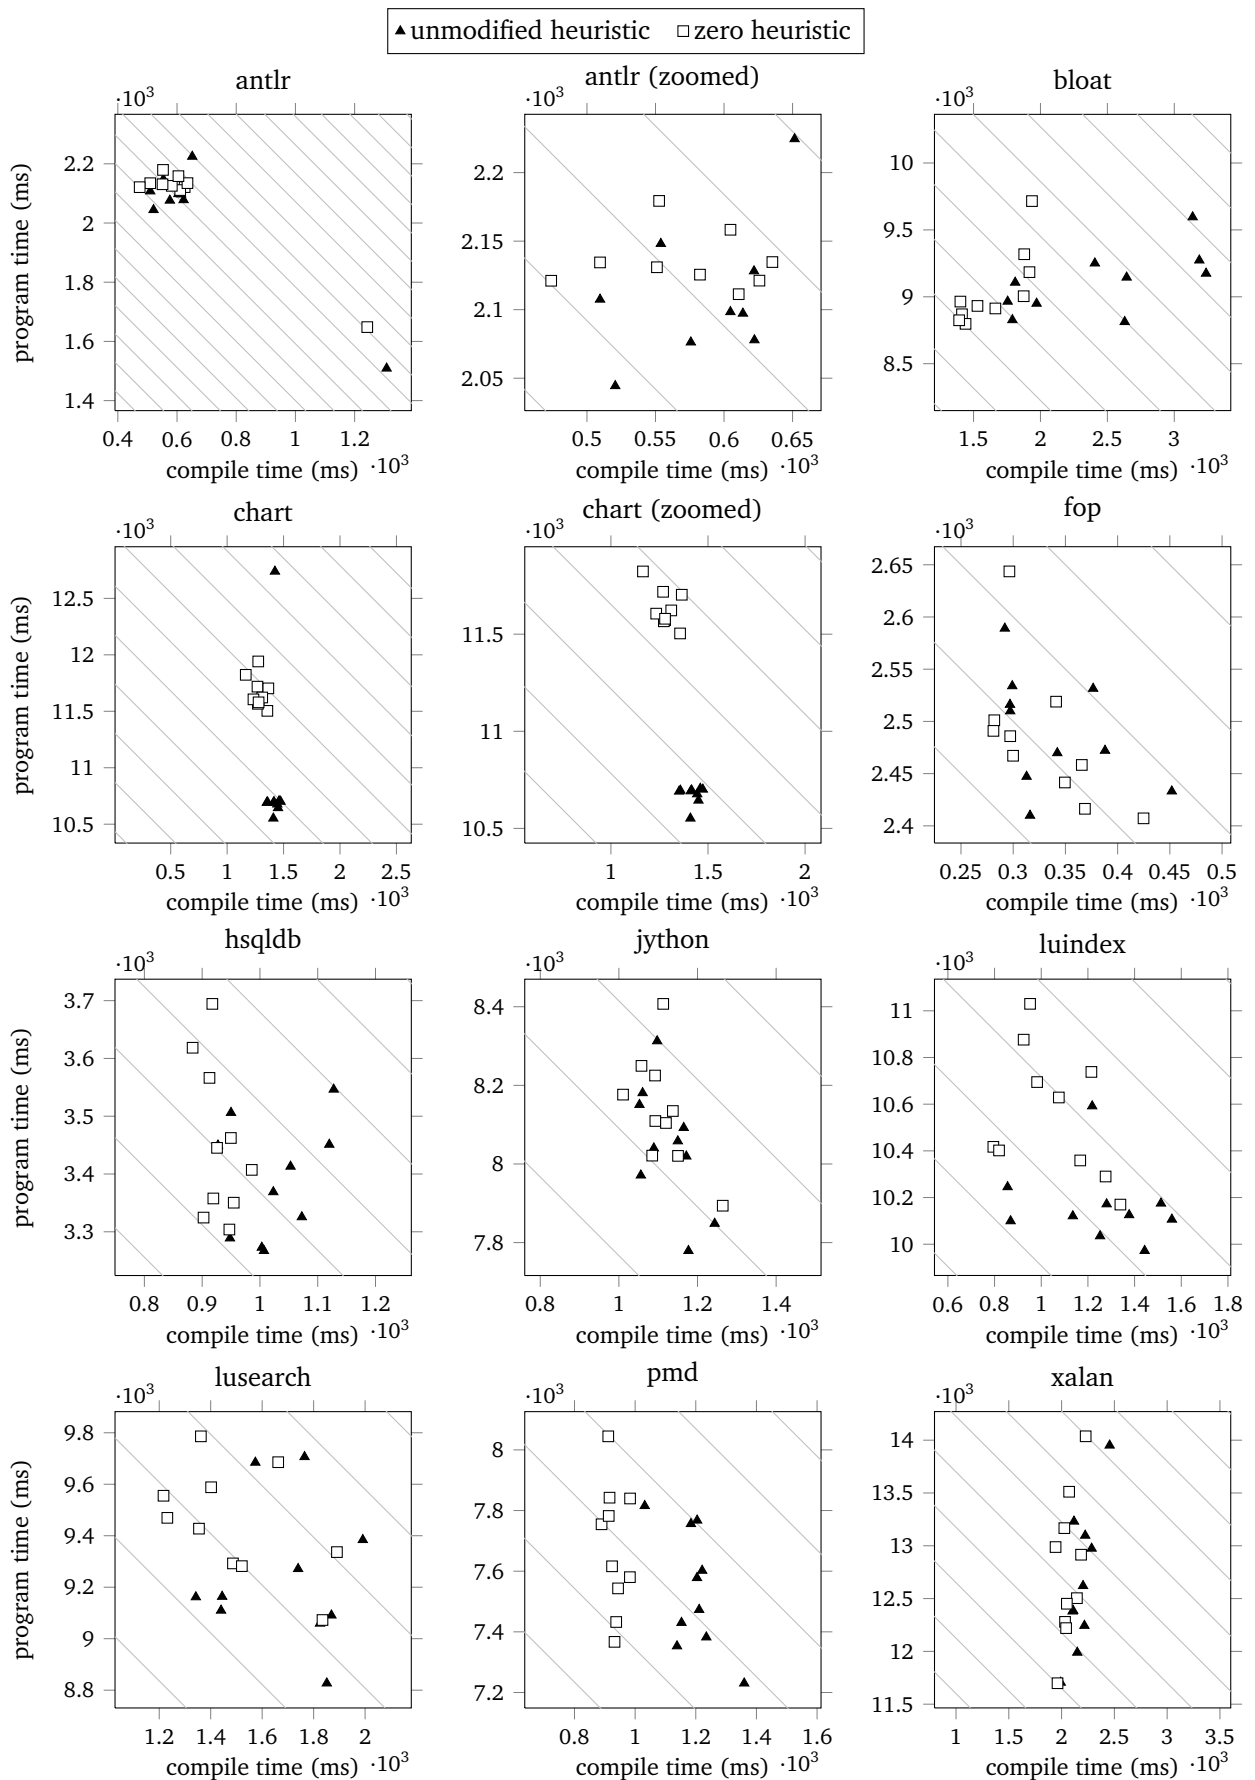 unmodified heuristic zero heuristic
antlr
·10³
program time (ms)
2.2
2
1.8
1.6
1.4
0.4 0.6 0.8 1 1.2
compile time (ms) ·10³
antlr (zoomed)
·10³
2.2
2.15
2.1
2.05
0.5 0.55 0.6 0.65
compile time (ms) ·10³
bloat
·10³
10
9.5
9
8.5
1.5 2 2.5 3
compile time (ms) ·10³
chart
·10³
program time (ms)
12.5
12
11.5
11
10.5
0.5 1 1.5 2 2.5
compile time (ms) ·10³
chart (zoomed)
·10³
11.5
11
10.5
1 1.5 2
compile time (ms) ·10³
fop
·10³
2.65
2.6
2.55
2.5
2.45
2.4
0.25 0.3 0.35 0.4 0.45 0.5
compile time (ms) ·10³
hsqldb
·10³
program time (ms)
3.7
3.6
3.5
3.4
3.3
0.8 0.9 1 1.1 1.2
compile time (ms) ·10³
jython
·10³
8.4
8.2
8
7.8
0.8 1 1.2 1.4
compile time (ms) ·10³
luindex
·10³
11
10.8
10.6
10.4
10.2
10
0.6 0.8 1 1.2 1.4 1.6 1.8
compile time (ms) ·10³
lusearch
·10³
program time (ms)
9.8
9.6
9.4
9.2
9
8.8
1.2 1.4 1.6 1.8 2
compile time (ms) ·10³
pmd
·10³
8
7.8
7.6
7.4
7.2
0.8 1 1.2 1.4 1.6
compile time (ms) ·10³
xalan
·10³
14
13.5
13
12.5
12
11.5
1 1.5 2 2.5 3 3.5
compile time (ms) ·10³